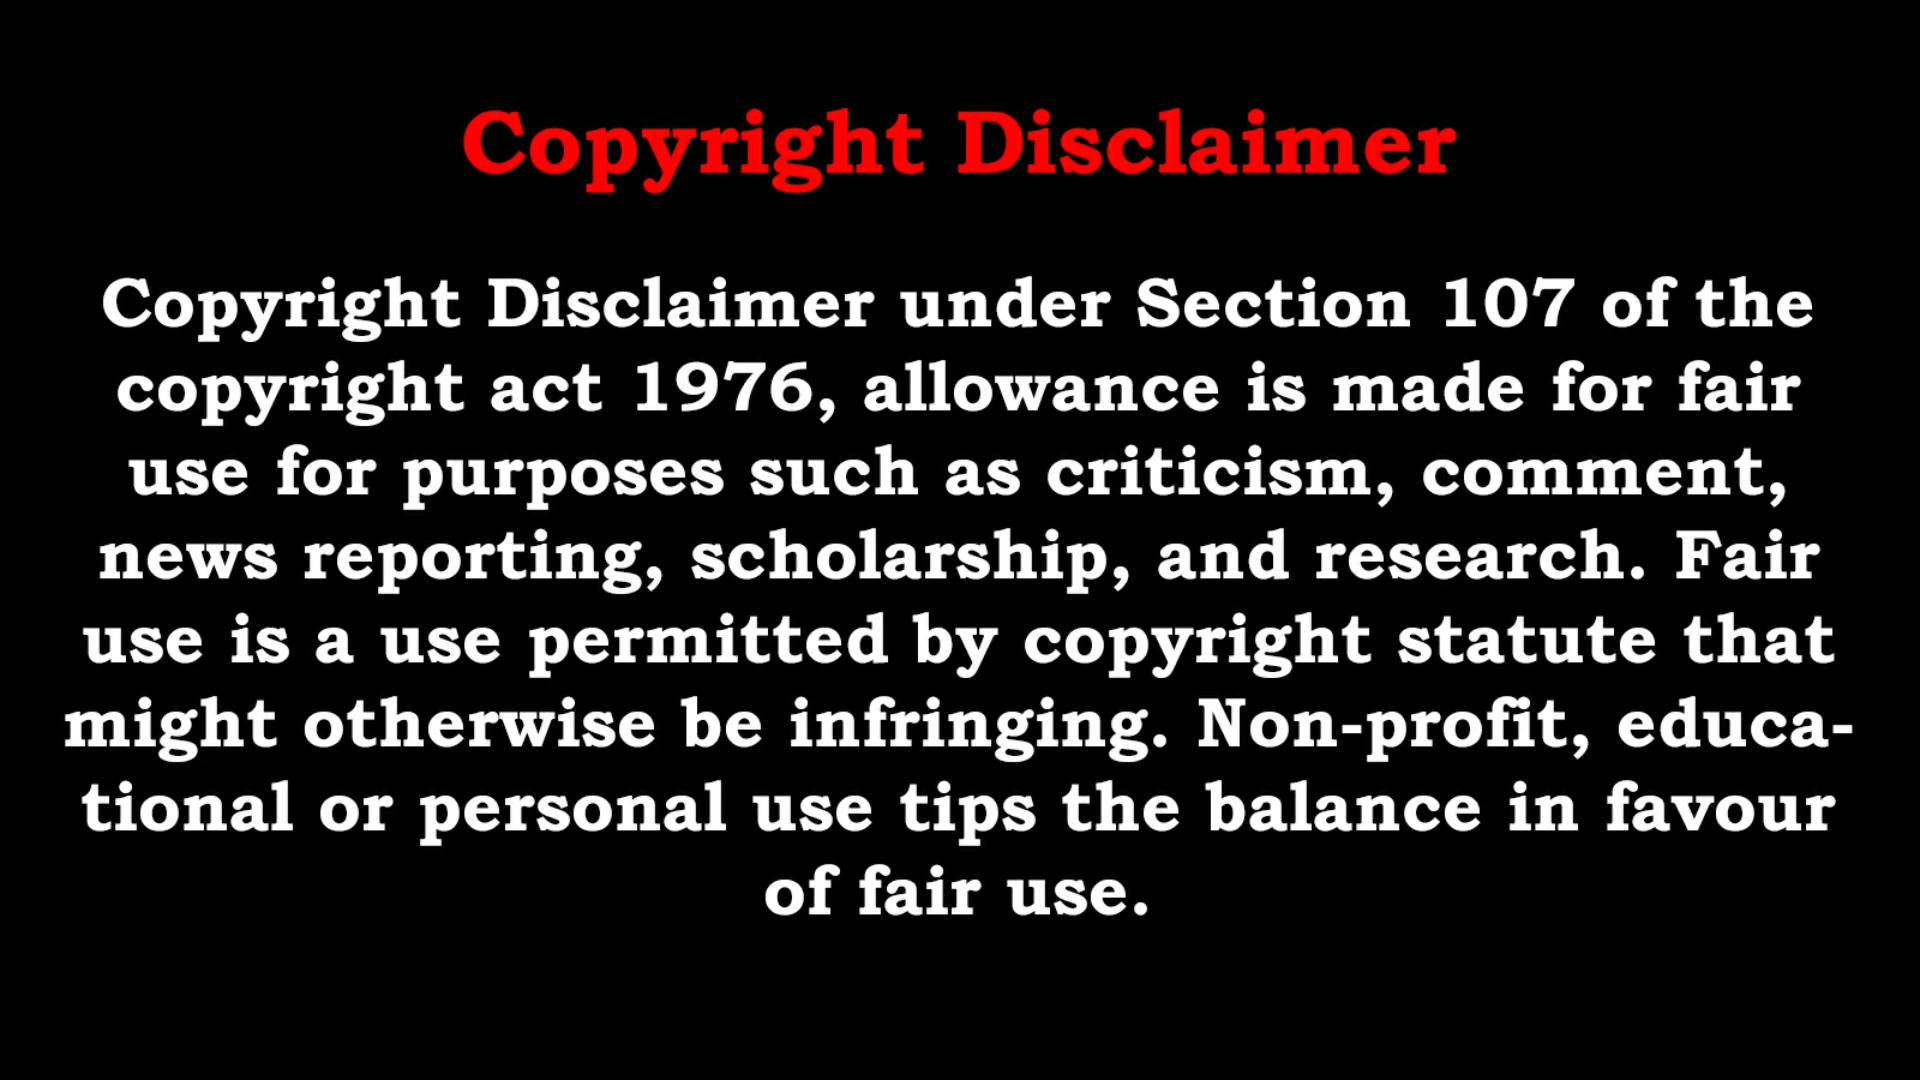 Copyright Disclaimer
Copyright Disclaimer under Section 107 of the
copyright act 1976, allowance is made for fair
use for purposes such as criticism, comment,
news reporting, scholarship, and research. Fair
use is a use permitted by copyright statute that
might otherwise be infringing. Non-profit, educa-
tional or personal use tips the balance in favour
of fair use.